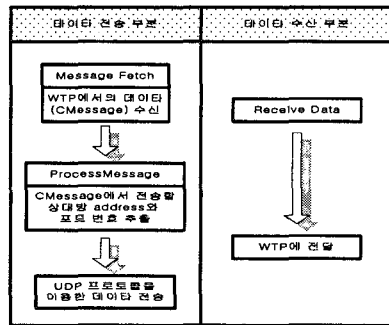 데이타 전송 부분
데이타 수산 부분
Message Fetch
WTP에서의 데이타
(CMessage) 수신
ProcessMessage
CMessage에서 전송할
상대방 address와
포트 번호 추출
UDP 프로토콜을
이용한 데이타 전송
Receive Data
WTP에 전달